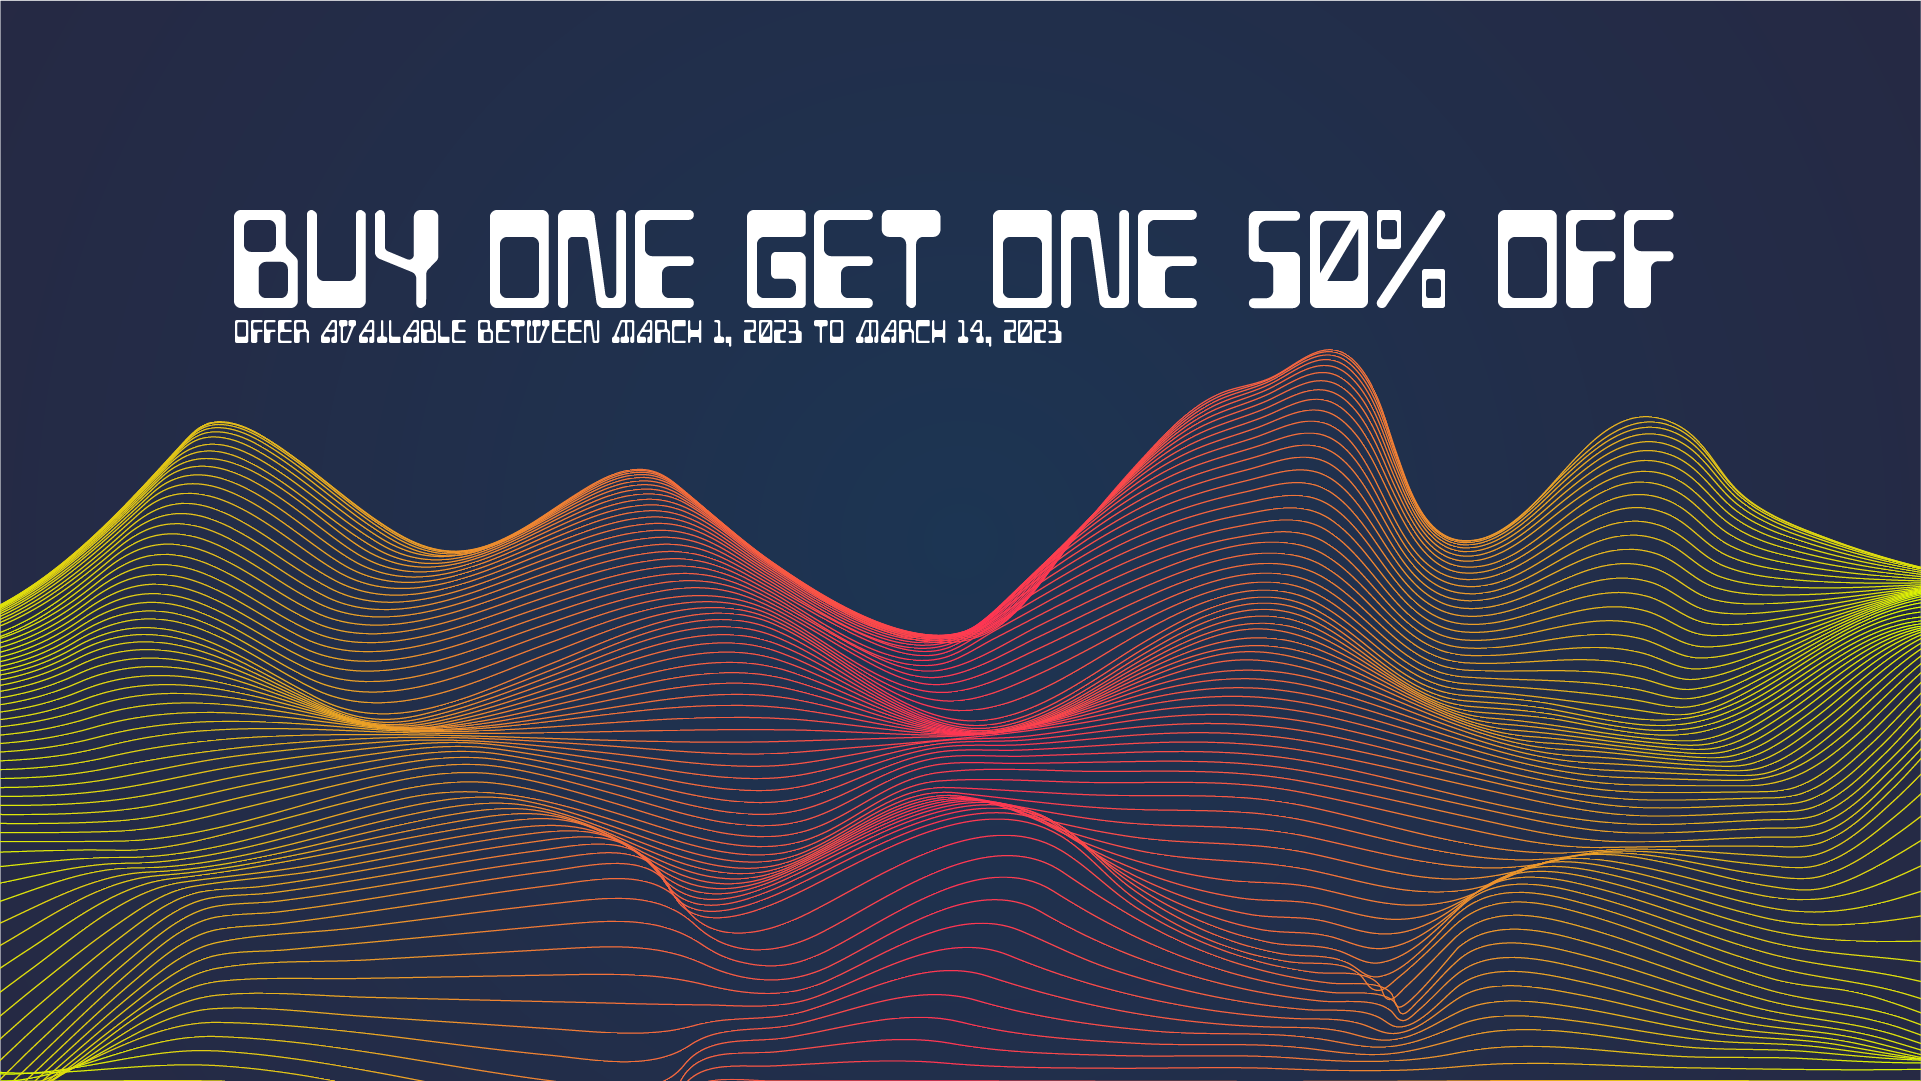 BUY ONE GET ONE 50% OFF
OFFER AVAILABLE BETWEEN MARCH 1, 2023 TO MARCH 14, 2023